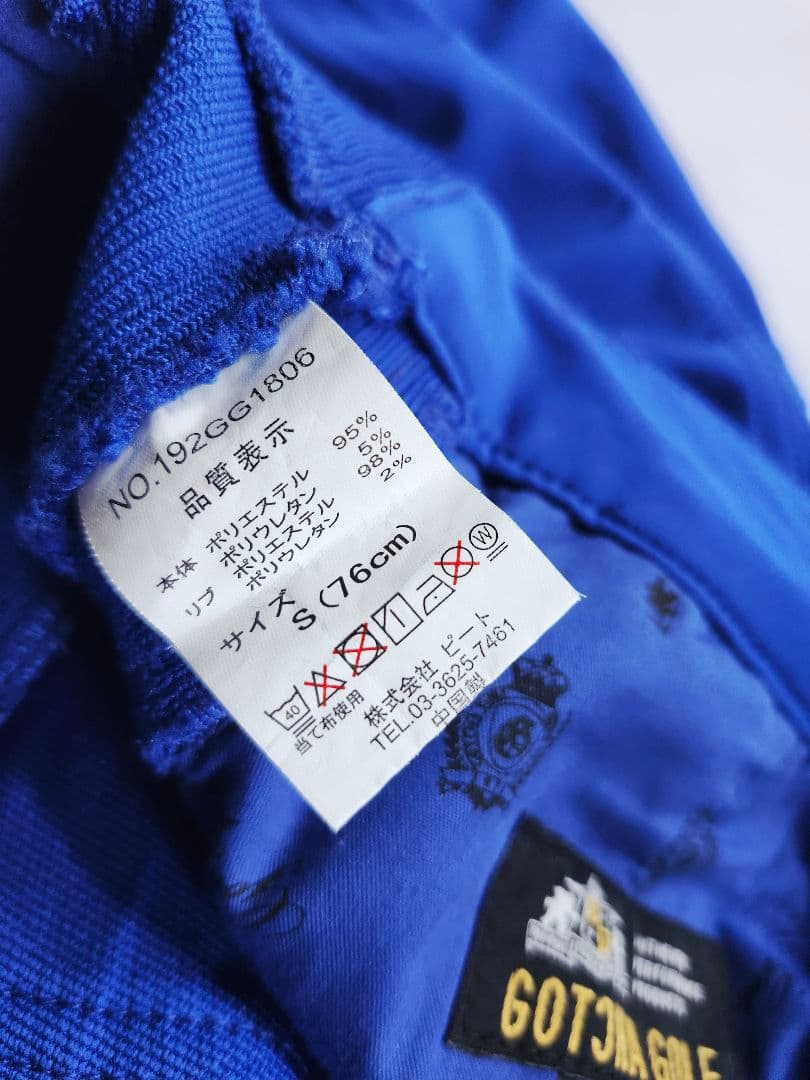 NO.192GG1806
品質表示
本体 ポリエステル 95%
ポリウレタン 5%
リブ ポリエステル 98%
ポリウレタン 2%
サイズ
S(76cm)
40
W
当て布使用
株式会社 ピート
TEL.03-3625-7461
中国製
GOTCHA GOLF